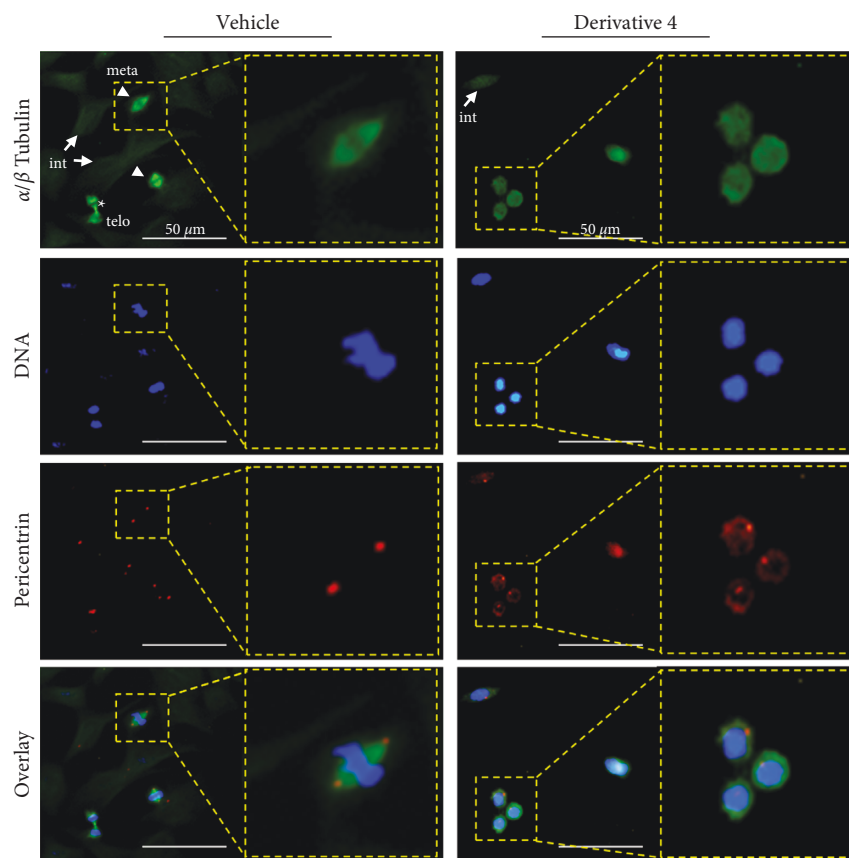 Vehicle
Derivative 4
α/β Tubulin
meta
int
telo
50 µm
int
50 µm
DNA
Pericentrin
Overlay